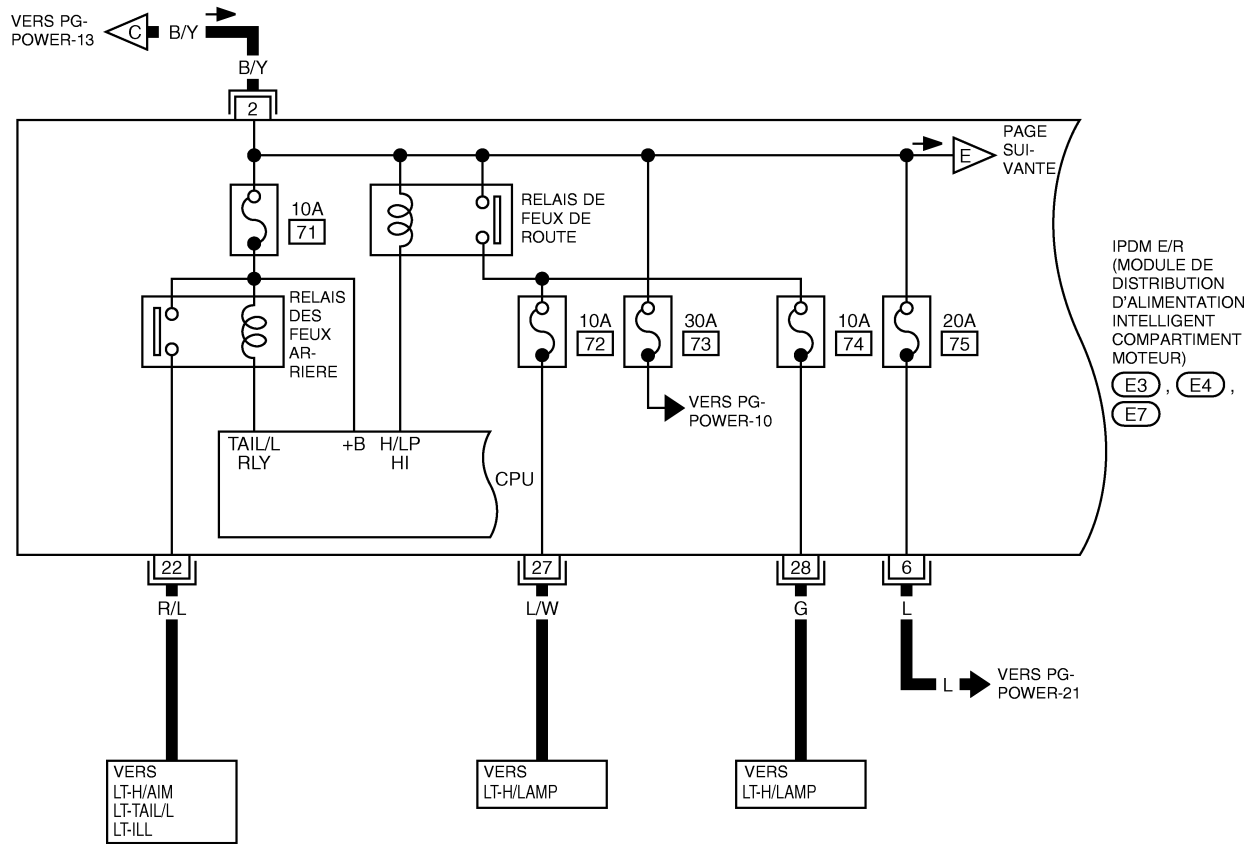 VERS PG-
POWER-13
C
B/Y
B/Y
2
PAGE
SUI-
VANTE
E
10A
71
RELAIS DE
FEUX DE
ROUTE
RELAIS
DES
FEUX
AR-
RIERE
10A
72
30A
73
10A
74
20A
75
IPDM E/R
(MODULE DE
DISTRIBUTION
D'ALIMENTATION
INTELLIGENT
COMPARTIMENT
MOTEUR)
E3 , E4 ,
E7
VERS PG-
POWER-10
TAIL/L
RLY
+B
H/LP
HI
CPU
22
27
28
6
R/L
L/W
G
L
L
VERS PG-
POWER-21
VERS
LT-H/AIM
LT-TAIL/L
LT-ILL
VERS
LT-H/LAMP
VERS
LT-H/LAMP